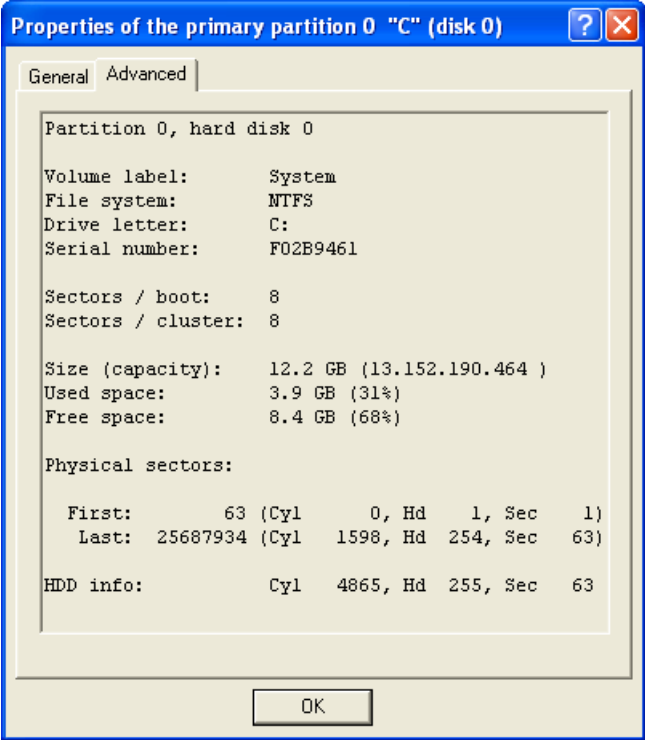 Properties of the primary partition 0 "C" (disk 0)
General Advanced
Partition 0, hard disk 0
Volume label: System
File system: NTFS
Drive letter: C:
Serial number: F02B9461
Sectors / boot: 8
Sectors / cluster: 8
Size (capacity): 12.2 GB (13.152.190.464 )
Used space: 3.9 GB (31%)
Free space: 8.4 GB (68%)
Physical sectors:
First: 63 (Cyl 0, Hd 1, Sec 1)
Last: 25687934 (Cyl 1598, Hd 254, Sec 63)
HDD info: Cyl 4865, Hd 255, Sec 63
OK